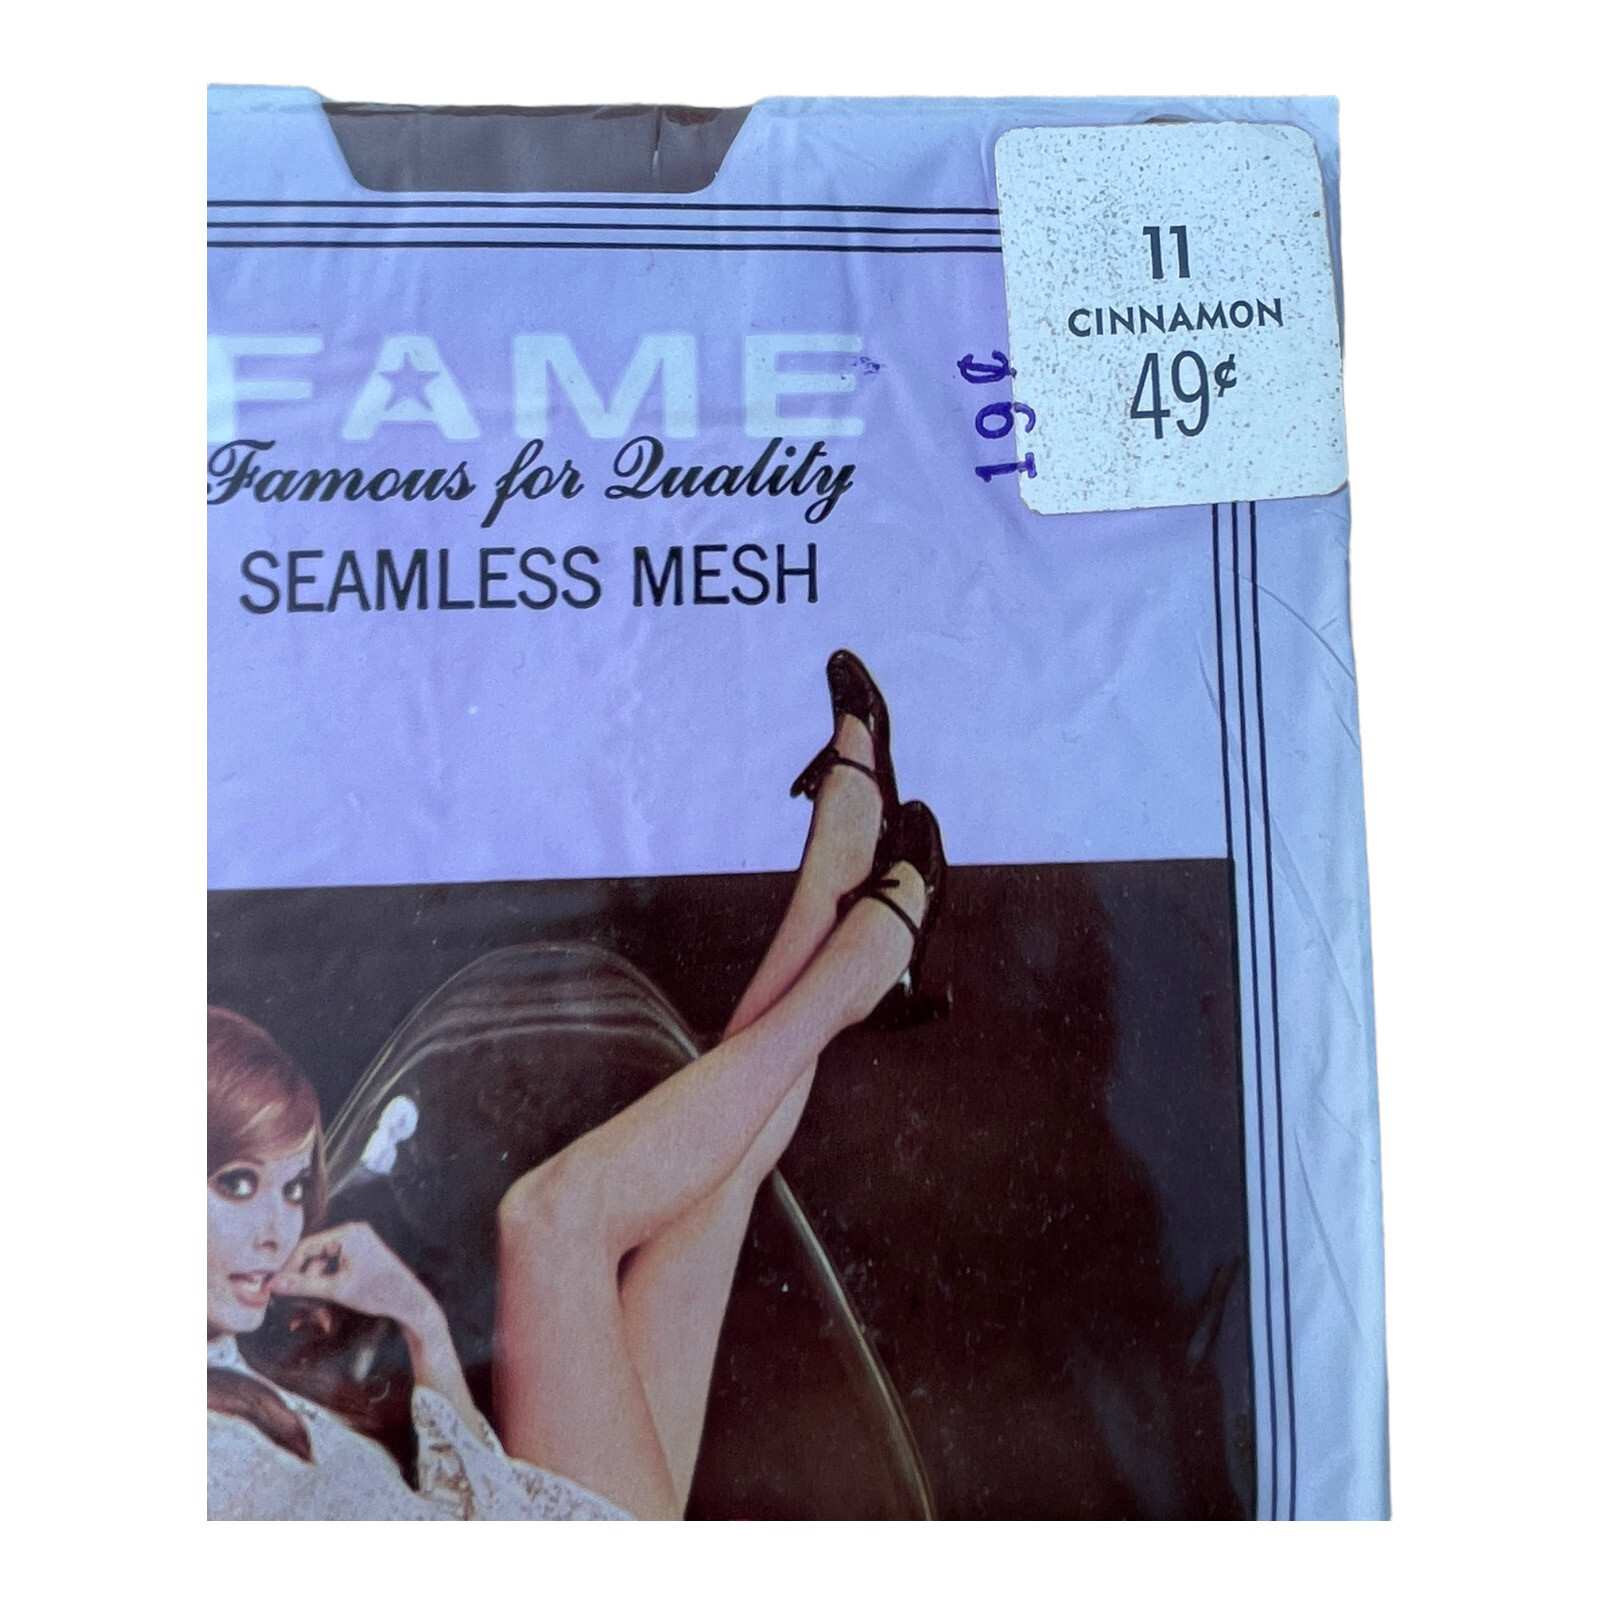 11
CINNAMON
49¢
19¢
FAME
Famous for Quality
SEAMLESS MESH